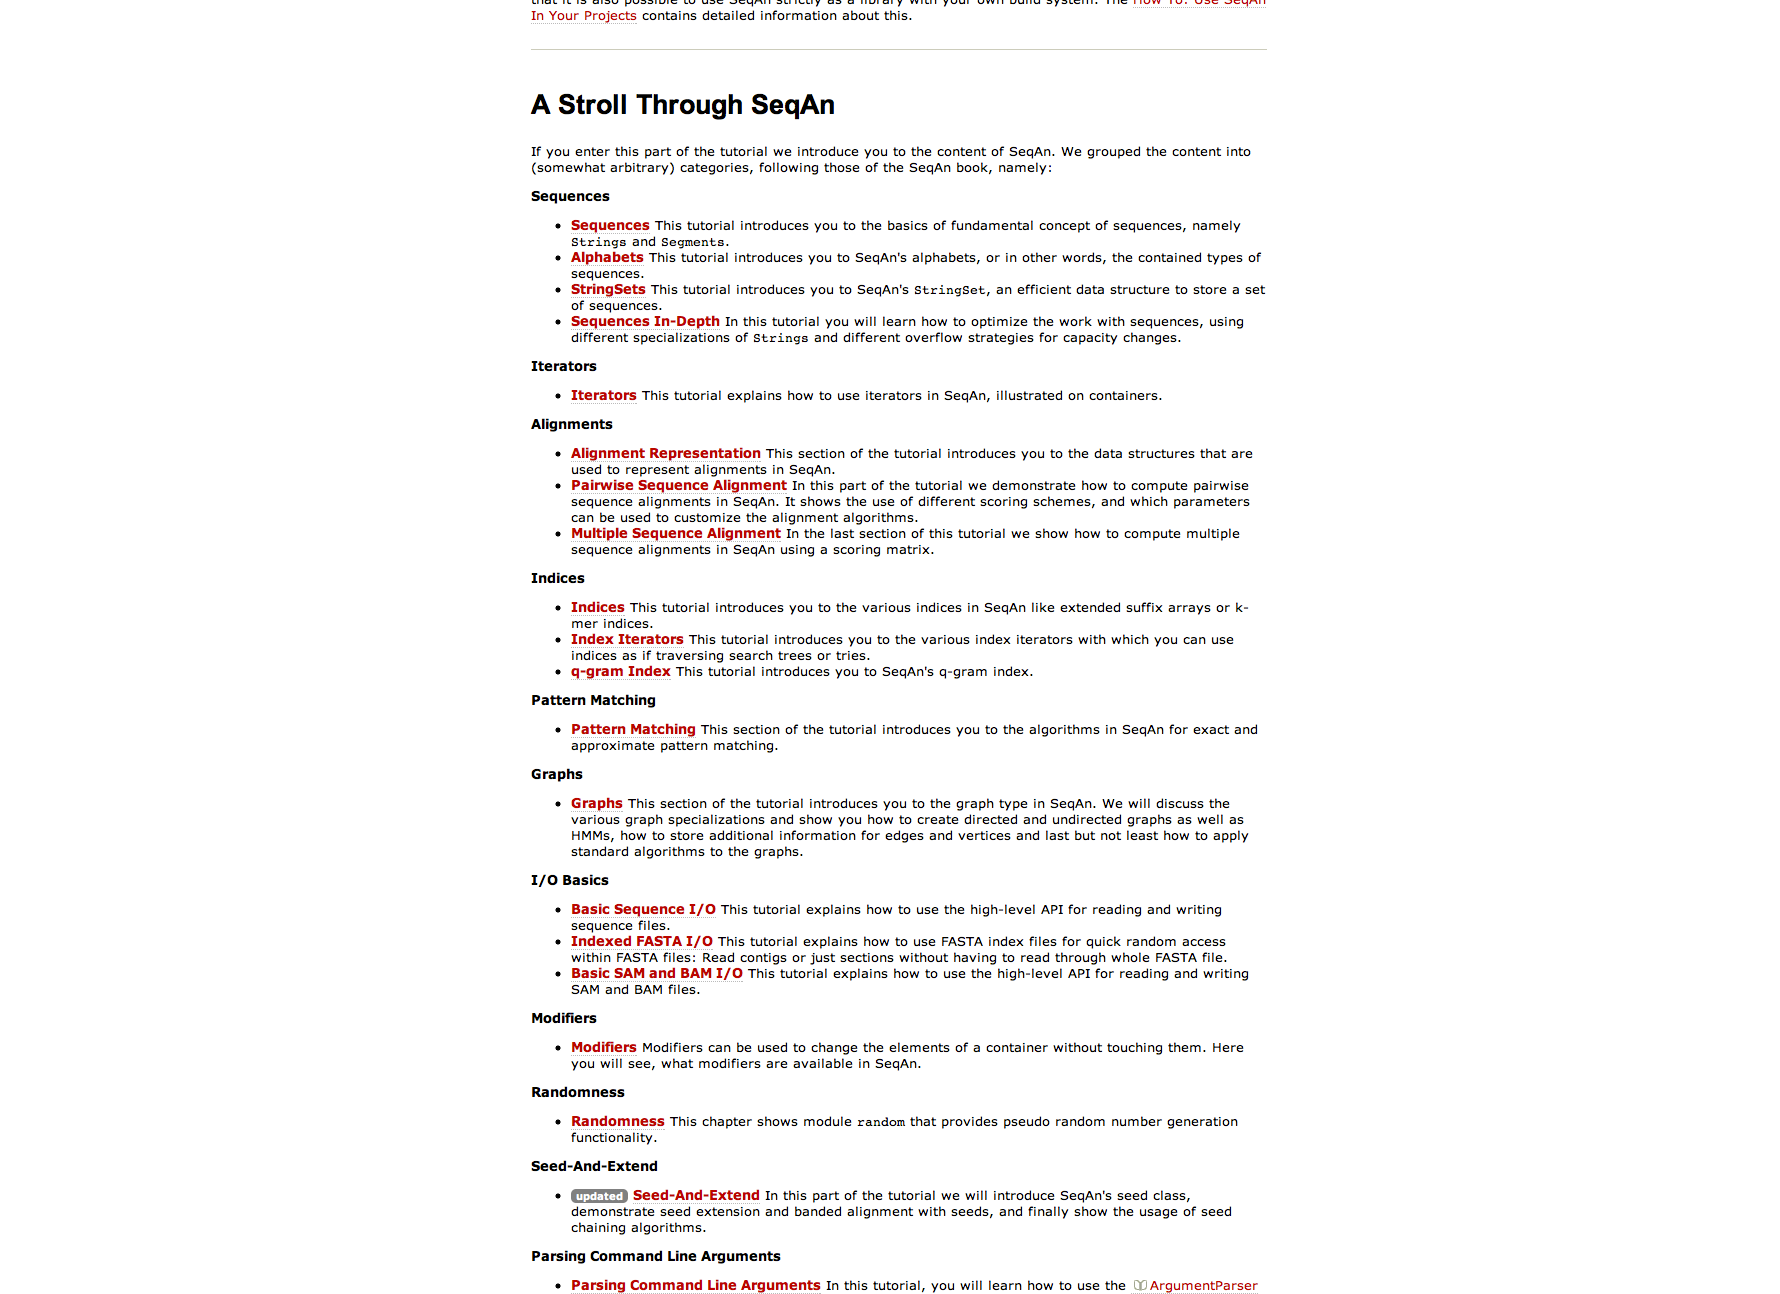 that it is also possible to use SeqAn strictly as a library with your own build system. The How To: Use SeqAn
In Your Projects contains detailed information about this.
A Stroll Through SeqAn
If you enter this part of the tutorial we introduce you to the content of SeqAn. We grouped the content into
(somewhat arbitrary) categories, following those of the SeqAn book, namely:
Sequences
• Sequences This tutorial introduces you to the basics of fundamental concept of sequences, namely
Strings and Segments.
• Alphabets This tutorial introduces you to SeqAn's alphabets, or in other words, the contained types of
sequences.
• StringSets This tutorial introduces you to SeqAn's StringSet, an efficient data structure to store a set
of sequences.
• Sequences In-Depth In this tutorial you will learn how to optimize the work with sequences, using
different specializations of Strings and different overflow strategies for capacity changes.
Iterators
• Iterators This tutorial explains how to use iterators in SeqAn, illustrated on containers.
Alignments
• Alignment Representation This section of the tutorial introduces you to the data structures that are
used to represent alignments in SeqAn.
• Pairwise Sequence Alignment In this part of the tutorial we demonstrate how to compute pairwise
sequence alignments in SeqAn. It shows the use of different scoring schemes, and which parameters
can be used to customize the alignment algorithms.
• Multiple Sequence Alignment In the last section of this tutorial we show how to compute multiple
sequence alignments in SeqAn using a scoring matrix.
Indices
• Indices This tutorial introduces you to the various indices in SeqAn like extended suffix arrays or k-
mer indices.
• Index Iterators This tutorial introduces you to the various index iterators with which you can use
indices as if traversing search trees or tries.
• q-gram Index This tutorial introduces you to SeqAn's q-gram index.
Pattern Matching
• Pattern Matching This section of the tutorial introduces you to the algorithms in SeqAn for exact and
approximate pattern matching.
Graphs
• Graphs This section of the tutorial introduces you to the graph type in SeqAn. We will discuss the
various graph specializations and show you how to create directed and undirected graphs as well as
HMMs, how to store additional information for edges and vertices and last but not least how to apply
standard algorithms to the graphs.
I/O Basics
• Basic Sequence I/O This tutorial explains how to use the high-level API for reading and writing
sequence files.
• Indexed FASTA I/O This tutorial explains how to use FASTA index files for quick random access
within FASTA files: Read contigs or just sections without having to read through whole FASTA file.
• Basic SAM and BAM I/O This tutorial explains how to use the high-level API for reading and writing
SAM and BAM files.
Modifiers
• Modifiers Modifiers can be used to change the elements of a container without touching them. Here
you will see, what modifiers are available in SeqAn.
Randomness
• Randomness This chapter shows module random that provides pseudo random number generation
functionality.
Seed-And-Extend
• updated Seed-And-Extend In this part of the tutorial we will introduce SeqAn's seed class,
demonstrate seed extension and banded alignment with seeds, and finally show the usage of seed
chaining algorithms.
Parsing Command Line Arguments
• Parsing Command Line Arguments In this tutorial, you will learn how to use the ArgumentParser